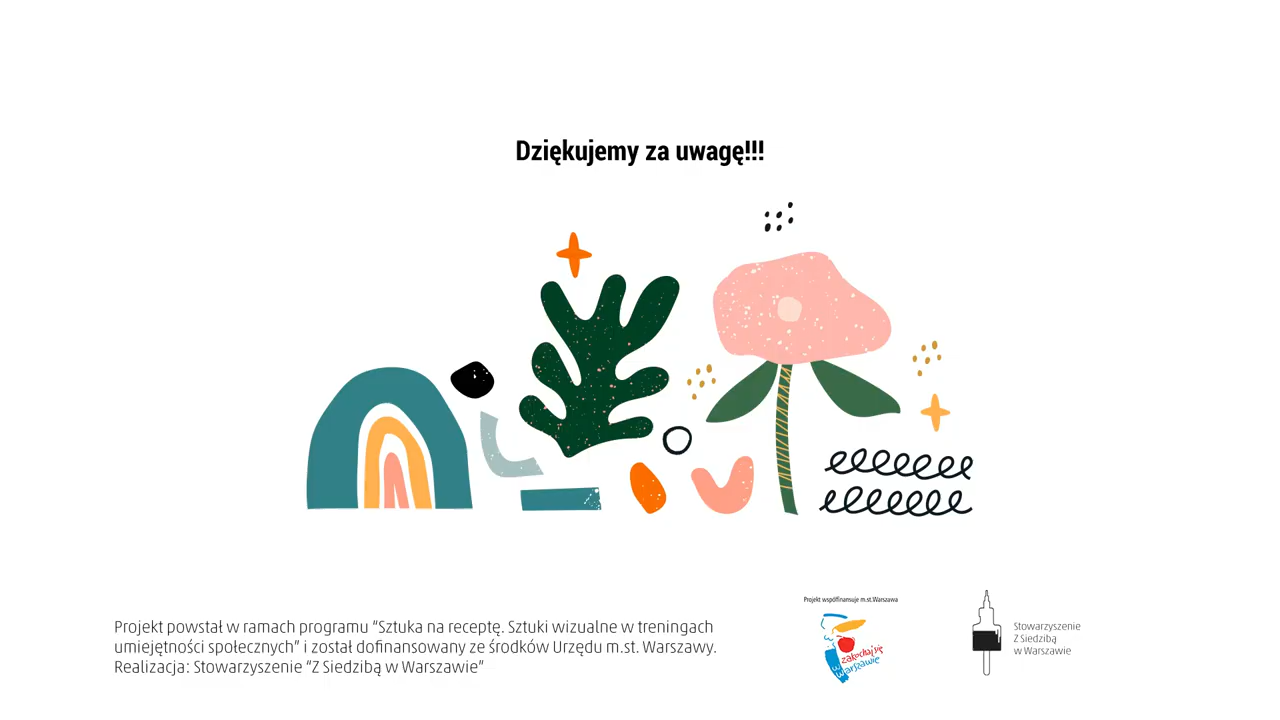 Dziękujemy za uwagę!!!
Projekt powstał w ramach programu “Sztuka na receptę. Sztuki wizualne w treningach
umiejętności społecznych” i został dofinansowany ze środków Urzędu m.st. Warszawy.
Realizacja: Stowarzyszenie “Z Siedzibą w Warszawie”
Projekt współfinansuje m.st.Warszawa
zakochaj się
w warszawie
Stowarzyszenie
Z Siedzibą
w Warszawie